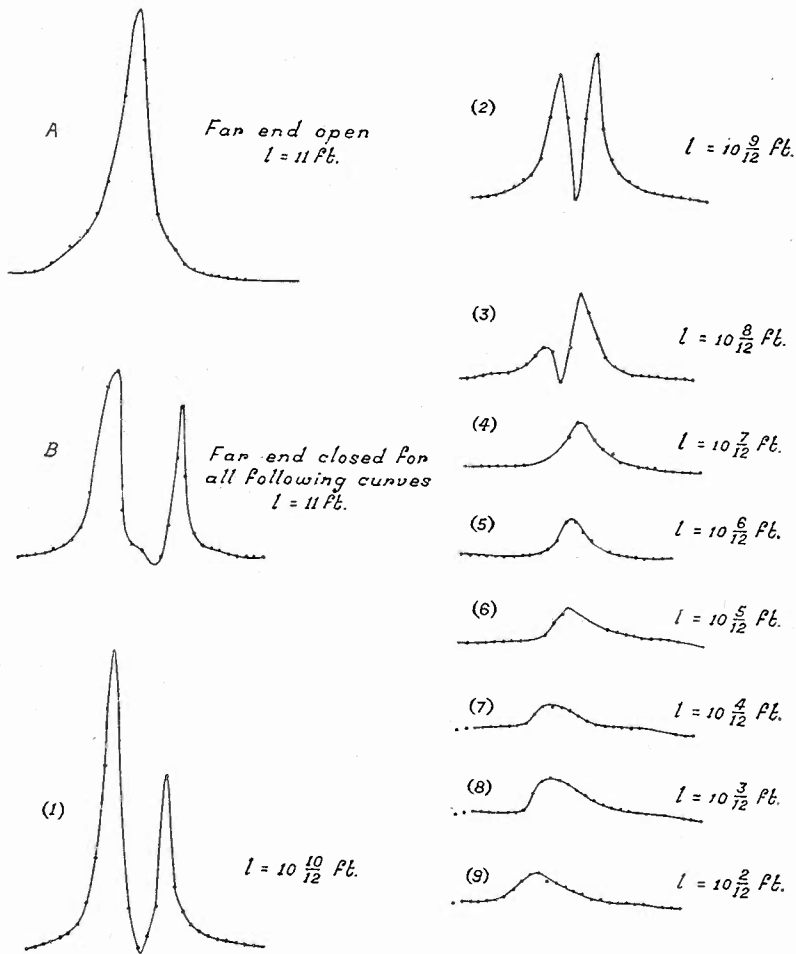 A
Far end open
l = 11 ft.
B
Far end closed for
all following curves
l = 11 ft.
(1)
l = 10 10/12 ft.
(2)
l = 10 9/12 ft.
(3)
l = 10 8/12 ft.
(4)
l = 10 7/12 ft.
(5)
l = 10 6/12 ft.
(6)
l = 10 5/12 ft.
(7)
l = 10 4/12 ft.
(8)
l = 10 3/12 ft.
(9)
l = 10 2/12 ft.